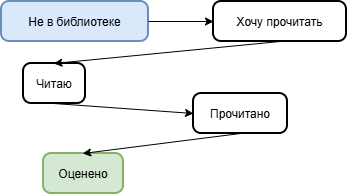 Не в библиотеке
Хочу прочитать
Читаю
Прочитано
Оценено